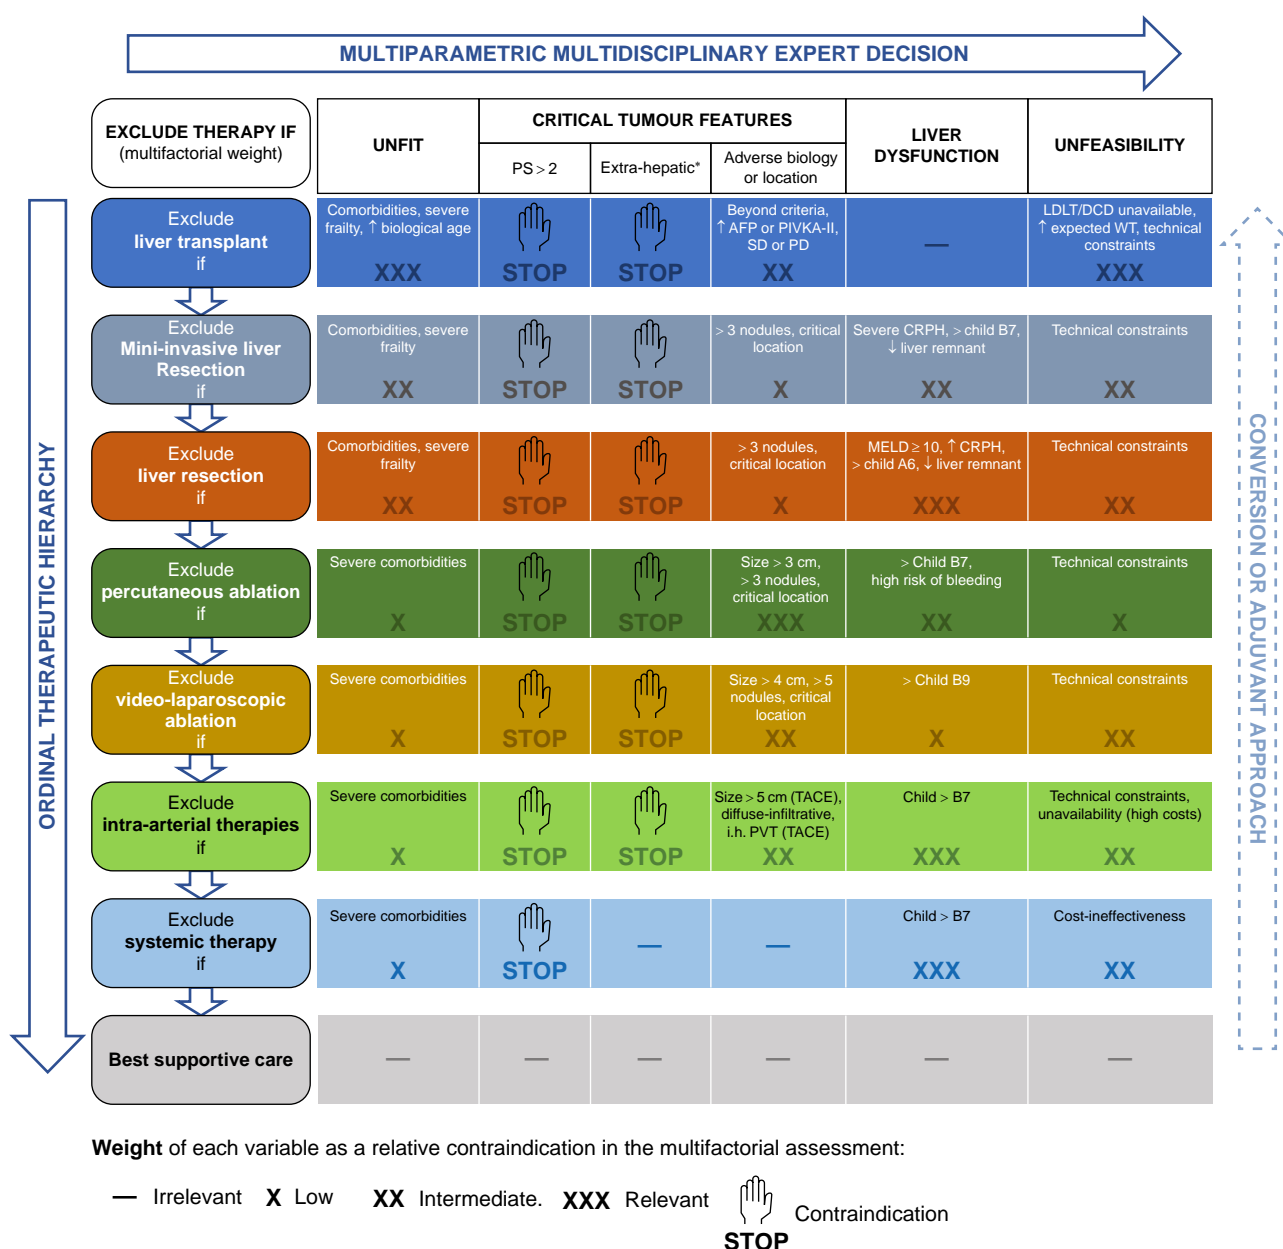 MULTIPARAMETRIC MULTIDISCIPLINARY EXPERT DECISION
EXCLUDE THERAPY IF
(multifactorial weight)
UNFIT
CRITICAL TUMOUR FEATURES
PS > 2
Extra-hepatic*
Adverse biology
or location
LIVER
DYSFUNCTION
UNFEASIBILITY
ORDINAL THERAPEUTIC HIERARCHY
Exclude
liver transplant
if
Comorbidities, severe
frailty, ↑ biological age
XXX
STOP
STOP
Beyond criteria,
↑ AFP or PIVKA-II,
SD or PD
XX
—
LDLT/DCD unavailable,
↑ expected WT, technical
constraints
XXX
Exclude
Mini-invasive liver
Resection
if
Comorbidities, severe
frailty
XX
STOP
STOP
> 3 nodules, critical
location
X
Severe CRPH, > child B7,
↓ liver remnant
XX
Technical constraints
XX
Exclude
liver resection
if
Comorbidities, severe
frailty
XX
STOP
STOP
> 3 nodules,
critical location
X
MELD ≥ 10, ↑ CRPH,
> child A6, ↓ liver remnant
XXX
Technical constraints
XX
Exclude
percutaneous ablation
if
Severe comorbidities
X
STOP
STOP
Size > 3 cm,
> 3 nodules,
critical location
XXX
> Child B7,
high risk of bleeding
XX
Technical constraints
X
Exclude
video-laparoscopic
ablation
if
Severe comorbidities
X
STOP
STOP
Size > 4 cm, > 5
nodules, critical
location
XX
> Child B9
X
Technical constraints
XX
Exclude
intra-arterial therapies
if
Severe comorbidities
X
STOP
STOP
Size > 5 cm (TACE),
diffuse-infiltrative,
i.h. PVT (TACE)
XX
Child > B7
XXX
Technical constraints,
unavailability (high costs)
XX
Exclude
systemic therapy
if
Severe comorbidities
X
STOP
—
—
Child > B7
XXX
Cost-ineffectiveness
XX
Best supportive care
—
—
—
—
—
—
CONVERSION OR ADJUVANT APPROACH
Weight of each variable as a relative contraindication in the multifactorial assessment:
— Irrelevant X Low XX Intermediate. XXX Relevant STOP Contraindication